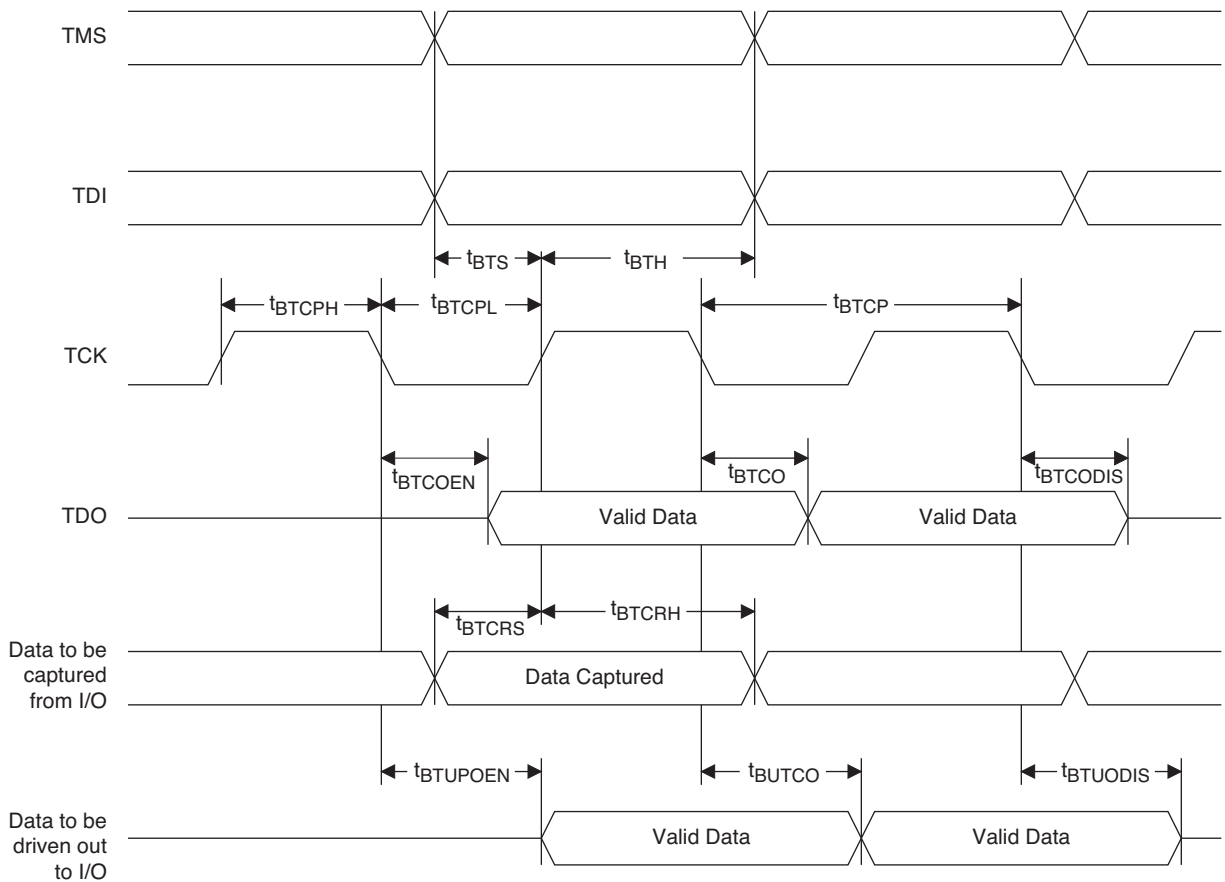 TMS
TDI
tBTS
tBTH
tBTCPH
tBTCPL
tBTCP
TCK
tBTCOEN
tBTCO
tBTCODIS
TDO
Valid Data
Valid Data
tBTCRS
tBTCRH
Data to be
captured
from I/O
Data Captured
tBTUPOEN
tBUTCO
tBTUODIS
Data to be
driven out
to I/O
Valid Data
Valid Data